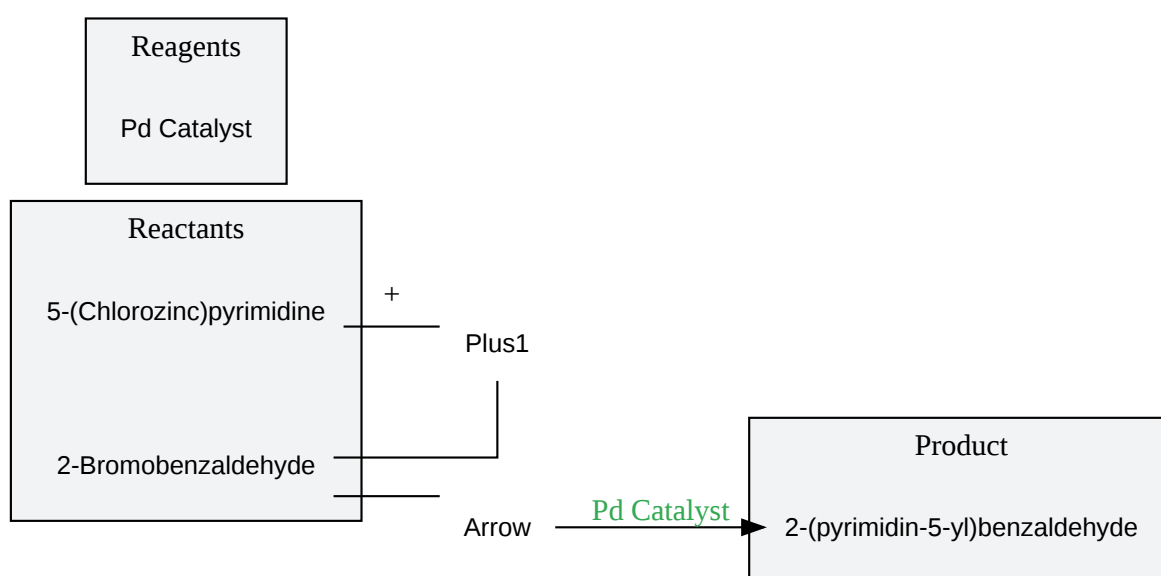 Reagents
Pd Catalyst
Reactants
5-(Chlorozinc)pyrimidine
+
Plus1
2-Bromobenzaldehyde
Arrow
Pd Catalyst
Product
2-(pyrimidin-5-yl)benzaldehyde